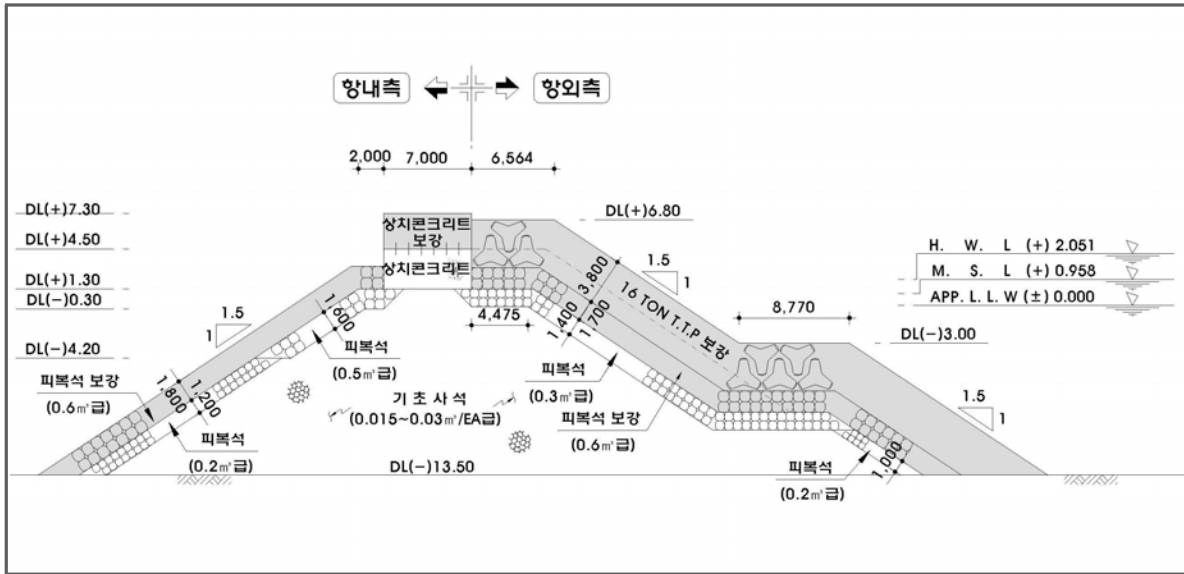 항내측
항외측
2,000
7,000
6,564
DL(+)7.30
DL(+)4.50
DL(+)1.30
DL(-)0.30
DL(-)4.20
상치콘크리트
보강
상치콘크리트
DL(+)6.80
H. W. L (+) 2.051
M. S. L (+) 0.958
APP. L. L. W (±) 0.000
1.5
1
1.5
1
1,600
3,800
1,700
1,400
4,475
16 TON T.T.P 보강
8,770
DL(-)3.00
피복석 보강
(0.6㎥급)
1,800
1,200
피복석
(0.5㎥급)
피복석
(0.2㎥급)
기초사석
(0.015~0.03㎥/EA급)
피복석
(0.3㎥급)
피복석 보강
(0.6㎥급)
1.5
1
DL(-)13.50
피복석
(0.2㎥급)
1,000